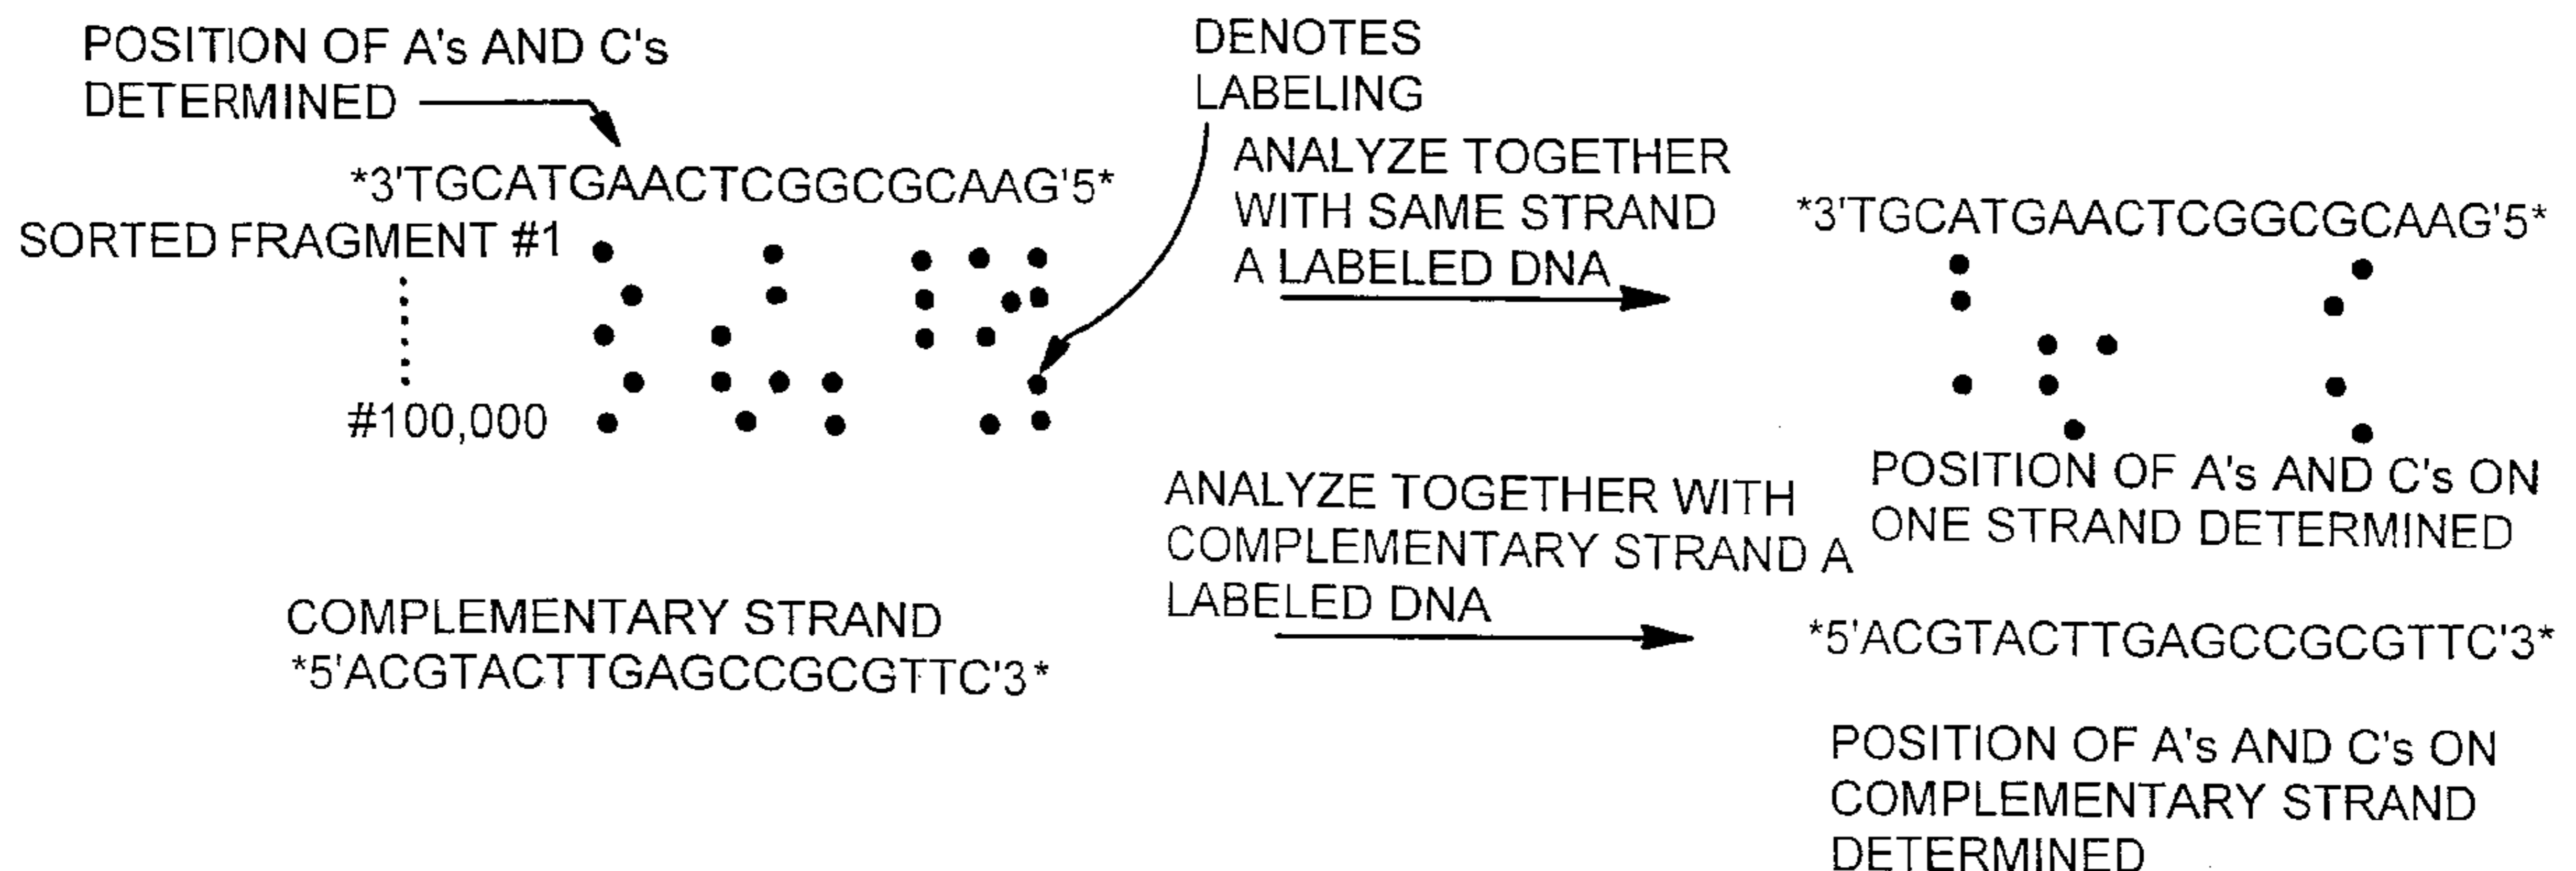 POSITION OF A's AND C's
DETERMINED
*3'TGCATGAACTCGGCGCAAG'5*
SORTED FRAGMENT #1
#100,000
COMPLEMENTARY STRAND
*5'ACGTACTTGAGCCGCGTTC'3*
DENOTES
LABELING
ANALYZE TOGETHER
WITH SAME STRAND
A LABELED DNA
ANALYZE TOGETHER WITH
COMPLEMENTARY STRAND A
LABELED DNA
*3'TGCATGAACTCGGCGCAAG'5*
POSITION OF A's AND C's ON
ONE STRAND DETERMINED
*5'ACGTACTTGAGCCGCGTTC'3*
POSITION OF A's AND C's ON
COMPLEMENTARY STRAND
DETERMINED